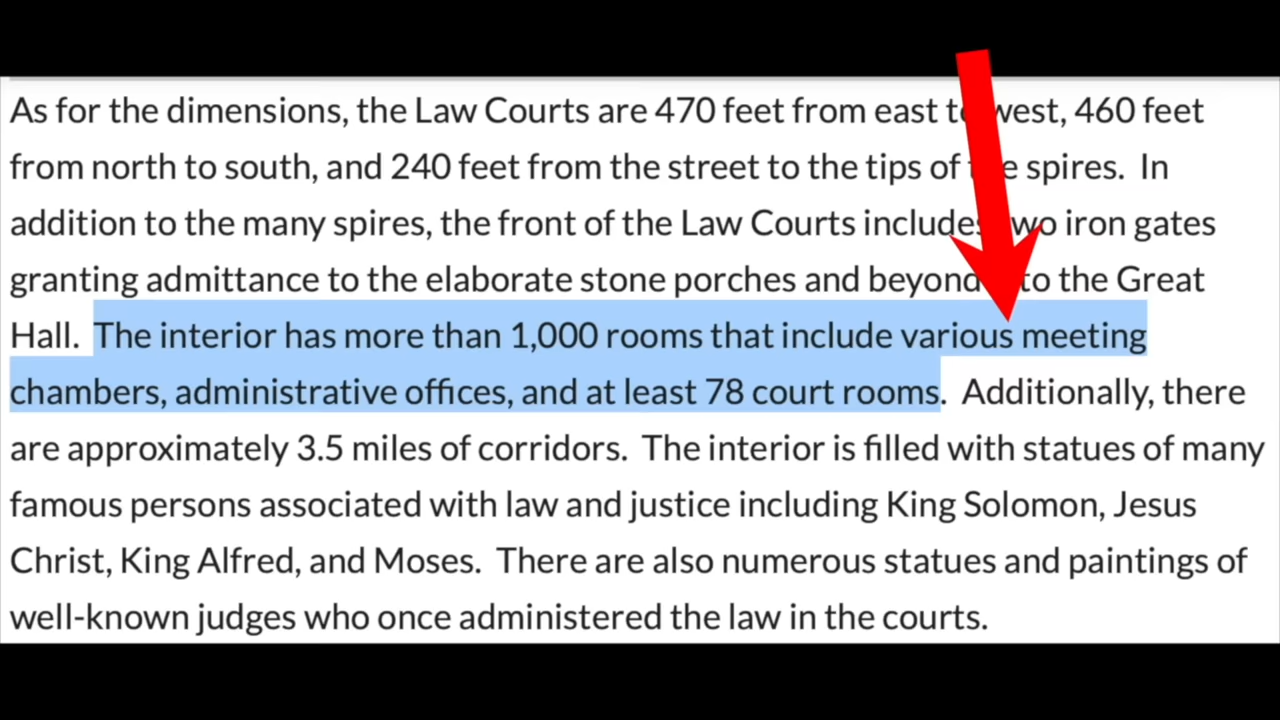 As for the dimensions, the Law Courts are 470 feet from east to west, 460 feet
from north to south, and 240 feet from the street to the tips of the spires.  In
addition to the many spires, the front of the Law Courts includes two iron gates
granting admittance to the elaborate stone porches and beyond to the Great
Hall.  The interior has more than 1,000 rooms that include various meeting
chambers, administrative offices, and at least 78 court rooms.  Additionally, there
are approximately 3.5 miles of corridors.  The interior is filled with statues of many
famous persons associated with law and justice including King Solomon, Jesus
Christ, King Alfred, and Moses.  There are also numerous statues and paintings of
well-known judges who once administered the law in the courts.